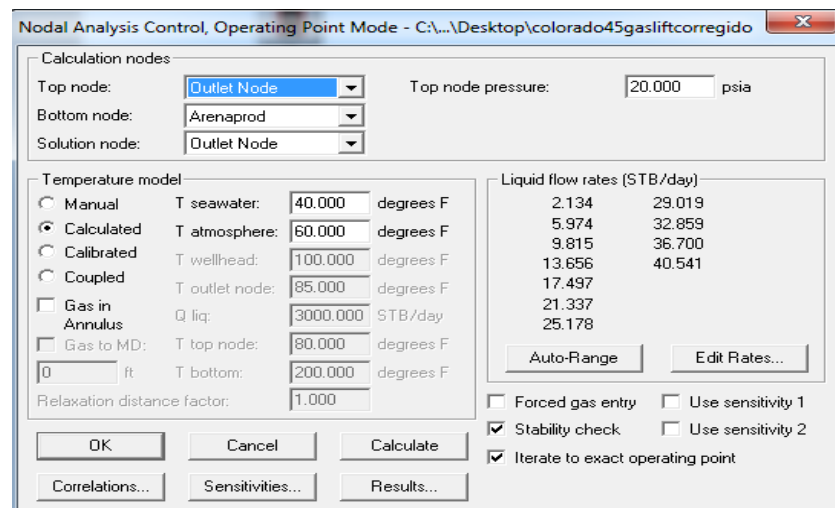 Nodal Analysis Control, Operating Point Mode - C:\...\Desktop\colorado45gasliftcorregido
Calculation nodes
Top node: Outlet Node Top node pressure: 20.000 psia
Bottom node: Arenaprod
Solution node: Outlet Node
Temperature model
Manual T seawater: 40.000 degrees F
Calculated T atmosphere: 60.000 degrees F
Calibrated T wellhead: 100.000 degrees F
Coupled T outlet node: 85.000 degrees F
Gas in Annulus Q liq: 3000.000 STB/day
Gas to MD: T top node: 80.000 degrees F
0 ft T bottom: 200.000 degrees F
Relaxation distance factor: 1.000
Liquid flow rates (STB/day)
2.134 29.019
5.974 32.859
9.815 36.700
13.656 40.541
17.497
21.337
25.178
Auto-Range Edit Rates...
Forced gas entry Use sensitivity 1
Stability check Use sensitivity 2
Iterate to exact operating point
OK Cancel Calculate
Correlations... Sensitivities... Results...